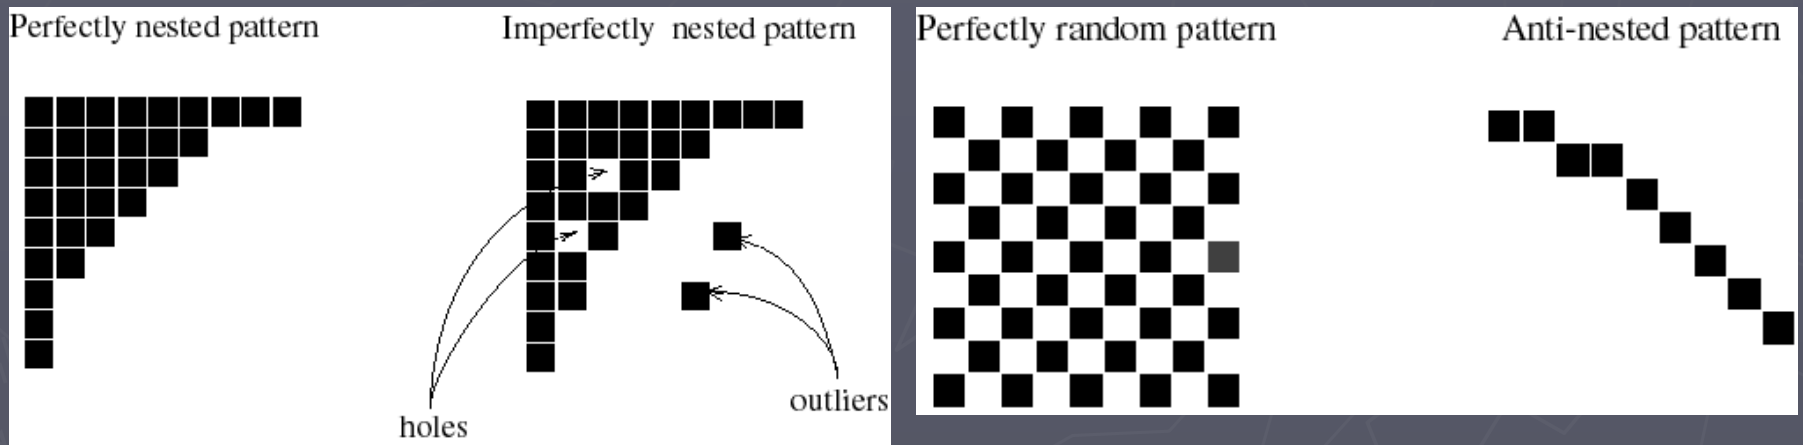 Perfectly nested pattern
Imperfectly nested pattern
holes
outliers
Perfectly random pattern
Anti-nested pattern